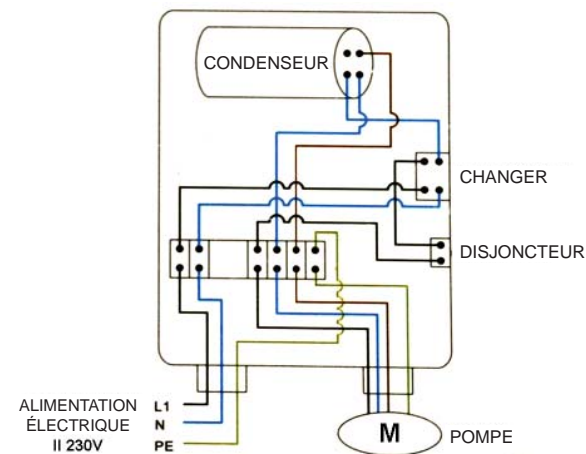 CONDENSEUR
CHANGER
DISJONCTEUR
ALIMENTATION
ÉLECTRIQUE
II 230V
L1
N
PE
M
POMPE